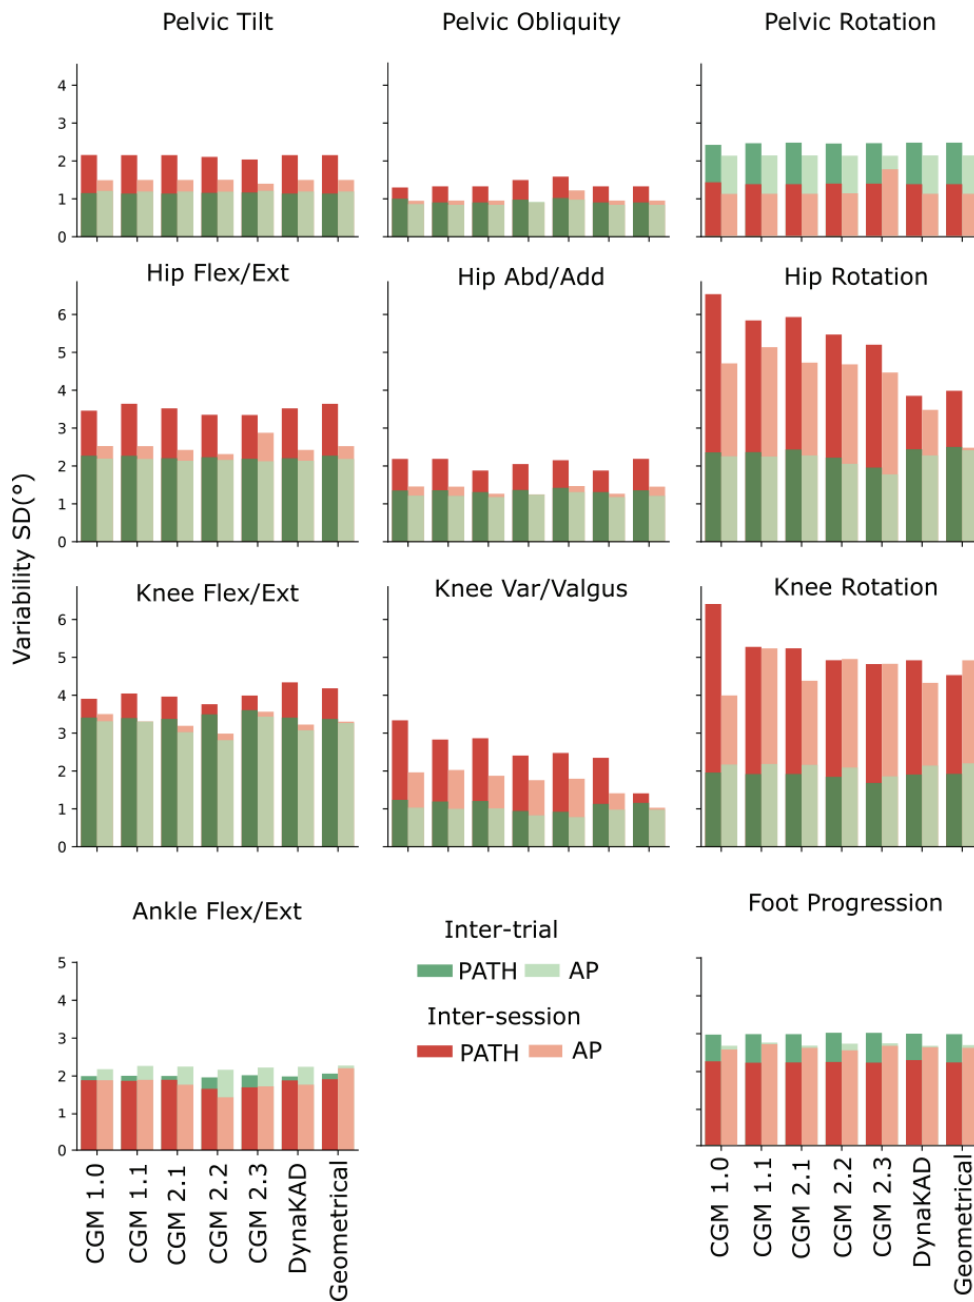 Pelvic Tilt Pelvic Obliquity Pelvic Rotation
4
3
2
1
0
Hip Flex/Ext Hip Abd/Add Hip Rotation
6
5
4
3
2
1
0
Knee Flex/Ext Knee Var/Valgus Knee Rotation
6
5
4
3
2
1
0
Variability SD(°)
Ankle Flex/Ext Foot Progression
5
4
3
2
1
0
Inter-trial
PATH AP
Inter-session
PATH AP
CGM 1.0
CGM 1.1
CGM 2.1
CGM 2.2
CGM 2.3
DynaKAD
Geometrical
CGM 1.0
CGM 1.1
CGM 2.1
CGM 2.2
CGM 2.3
DynaKAD
Geometrical